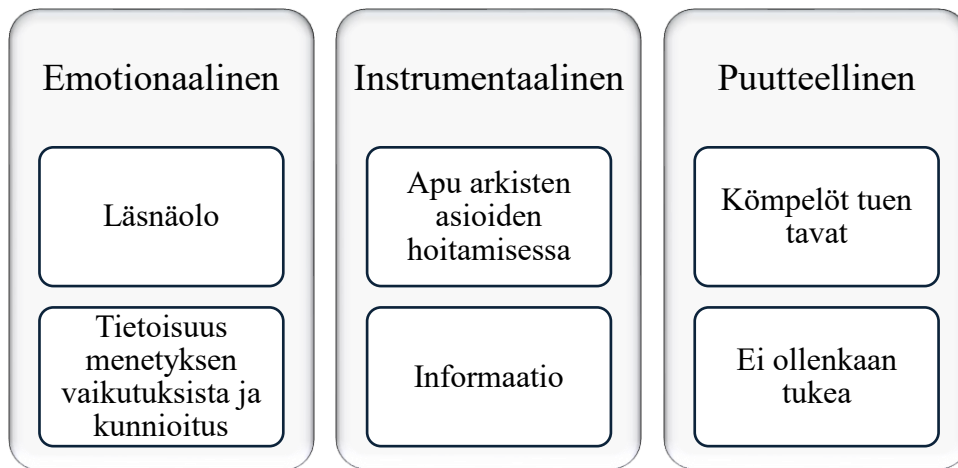 Emotionaalinen
Läsnäolo
Tietoisuus
menetyksen
vaikutuksista ja
kunnioitus
Instrumentaalinen
Apu arkisten
asioiden
hoitamisessa
Informaatio
Puutteellinen
Kömpelöt tuen
tavat
Ei ollenkaan
tukea